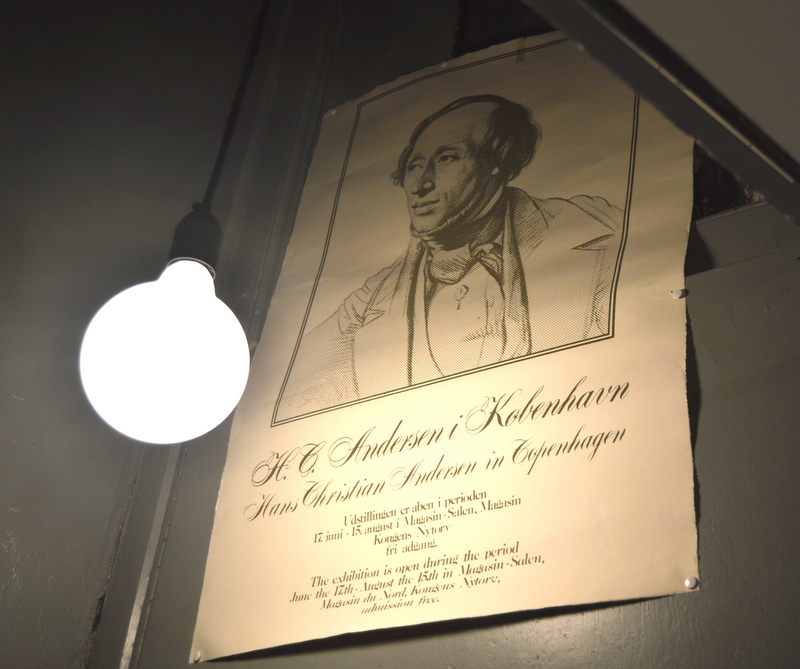 H. C. Andersen i København
Hans Christian Andersen in Copenhagen
Udstillingen er åben i perioden
17. juni - 15. august i Magasin-Salen, Magasin
Kongens Nytorv
fri adgang.
The exhibition is open during the period
June the 17th - August the 15th in Magasin-Salen,
Magasin du Nord, Kongens Nytorv,
admission free.